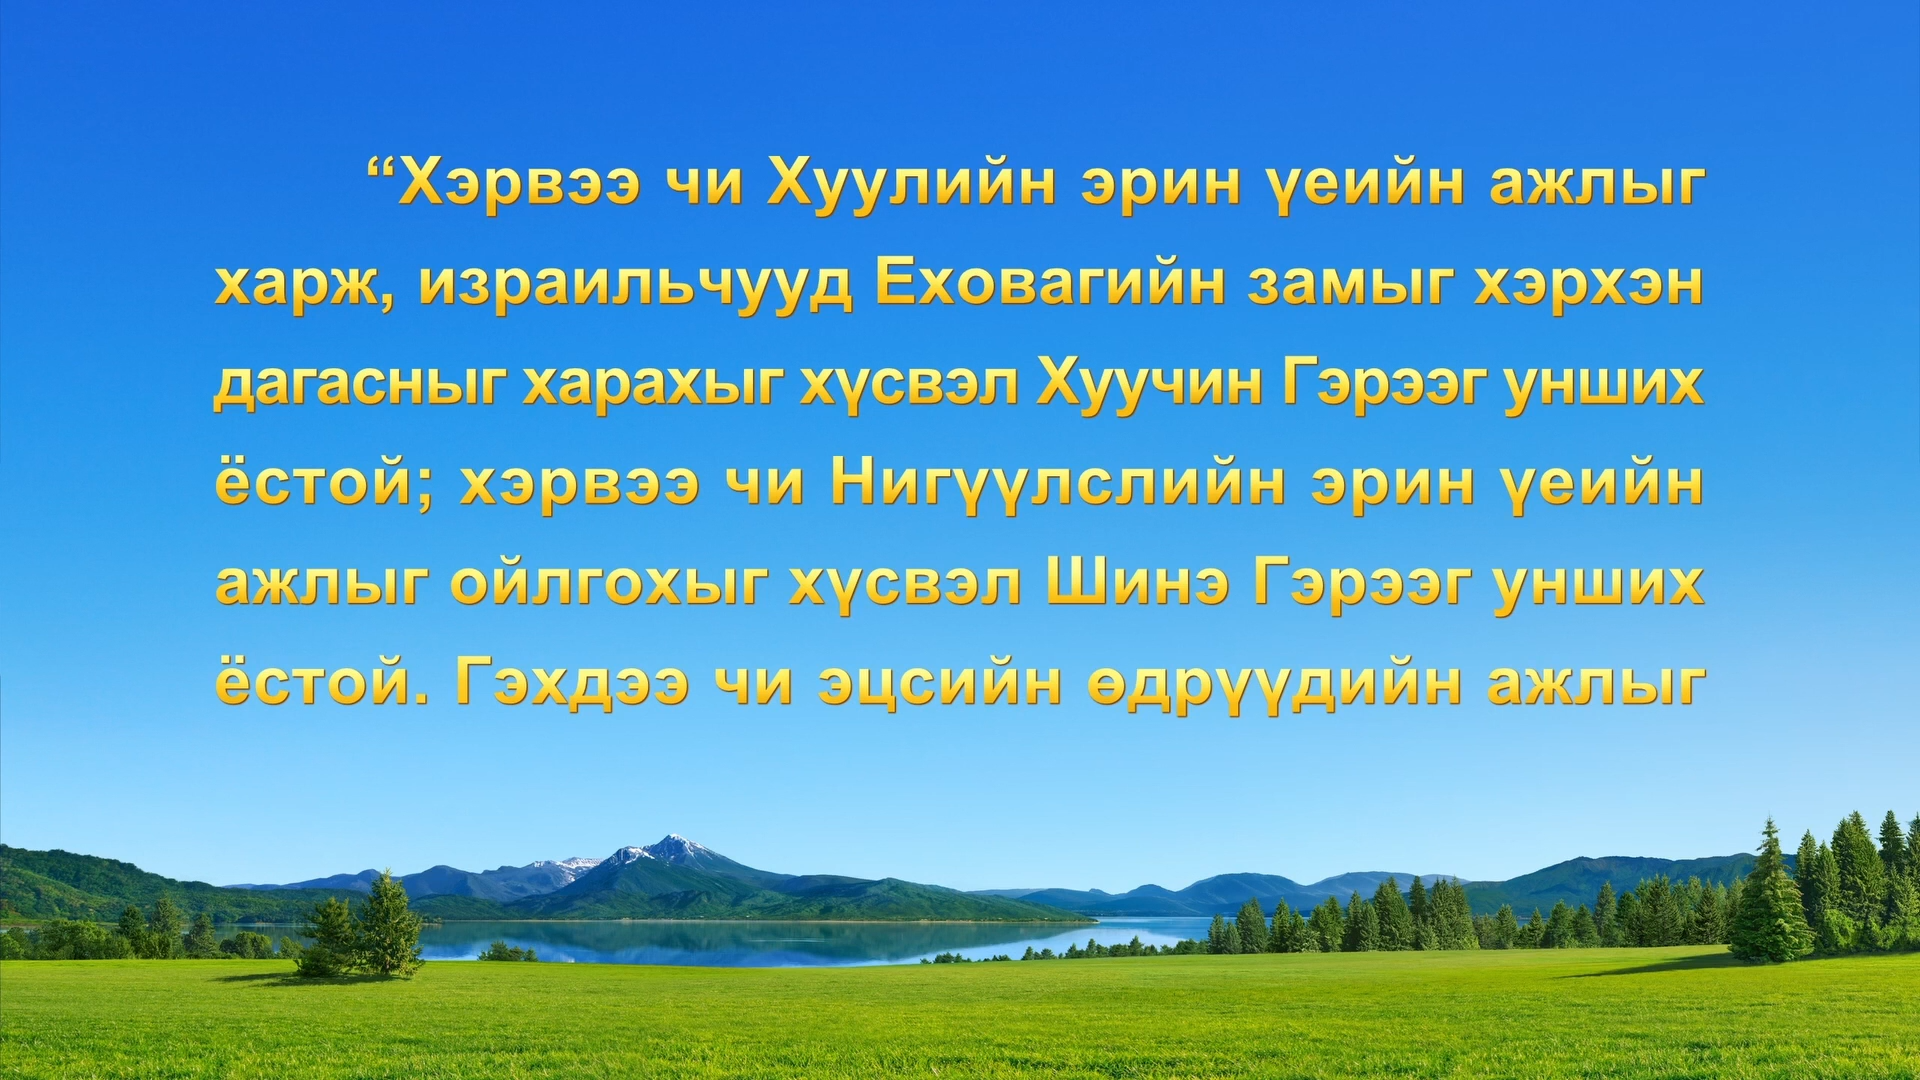 “Хэрвээ чи Хуулийн эрин үеийн ажлыг
харж, израильчууд Еховагийн замыг хэрхэн
дагасныг харахыг хүсвэл Хуучин Гэрээг унших
ёстой; хэрвээ чи Нигүүлслийн эрин үеийн
ажлыг ойлгохыг хүсвэл Шинэ Гэрээг унших
ёстой. Гэхдээ чи эцсийн өдрүүдийн ажлыг